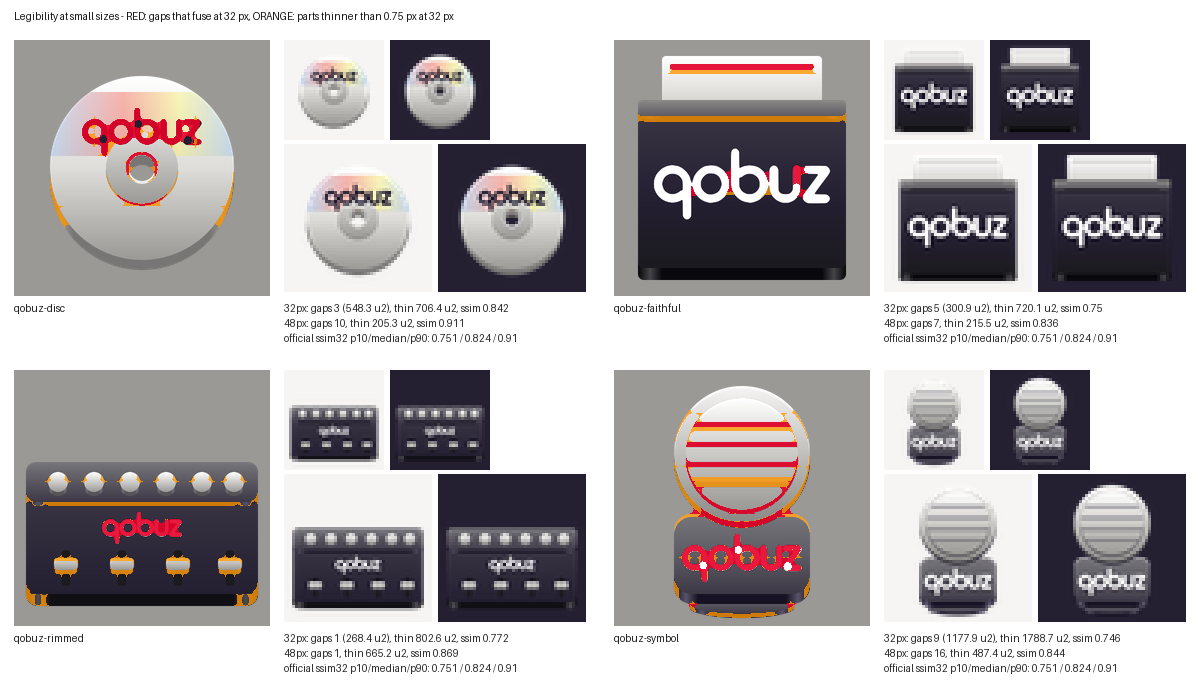 Legibility at small sizes - RED: gaps that fuse at 32 px, ORANGE: parts thinner than 0.75 px at 32 px
qobuz
qobuz
qobuz
qobuz
qobuz
qobuz-disc
32px: gaps 3 (548.3 u2), thin 706.4 u2, ssim 0.842
48px: gaps 10, thin 205.3 u2, ssim 0.911
official ssim32 p10/median/p90: 0.751 / 0.824 / 0.91
qobuz
qobuz
qobuz
qobuz
qobuz
qobuz-faithful
32px: gaps 5 (300.9 u2), thin 720.1 u2, ssim 0.75
48px: gaps 7, thin 215.5 u2, ssim 0.836
official ssim32 p10/median/p90: 0.751 / 0.824 / 0.91
qobuz
qobuz
qobuz
qobuz
qobuz
qobuz-rimmed
32px: gaps 1 (268.4 u2), thin 802.6 u2, ssim 0.772
48px: gaps 1, thin 665.2 u2, ssim 0.869
official ssim32 p10/median/p90: 0.751 / 0.824 / 0.91
qobuz
qobuz
qobuz
qobuz
qobuz
qobuz-symbol
32px: gaps 9 (1177.9 u2), thin 1788.7 u2, ssim 0.746
48px: gaps 16, thin 487.4 u2, ssim 0.844
official ssim32 p10/median/p90: 0.751 / 0.824 / 0.91